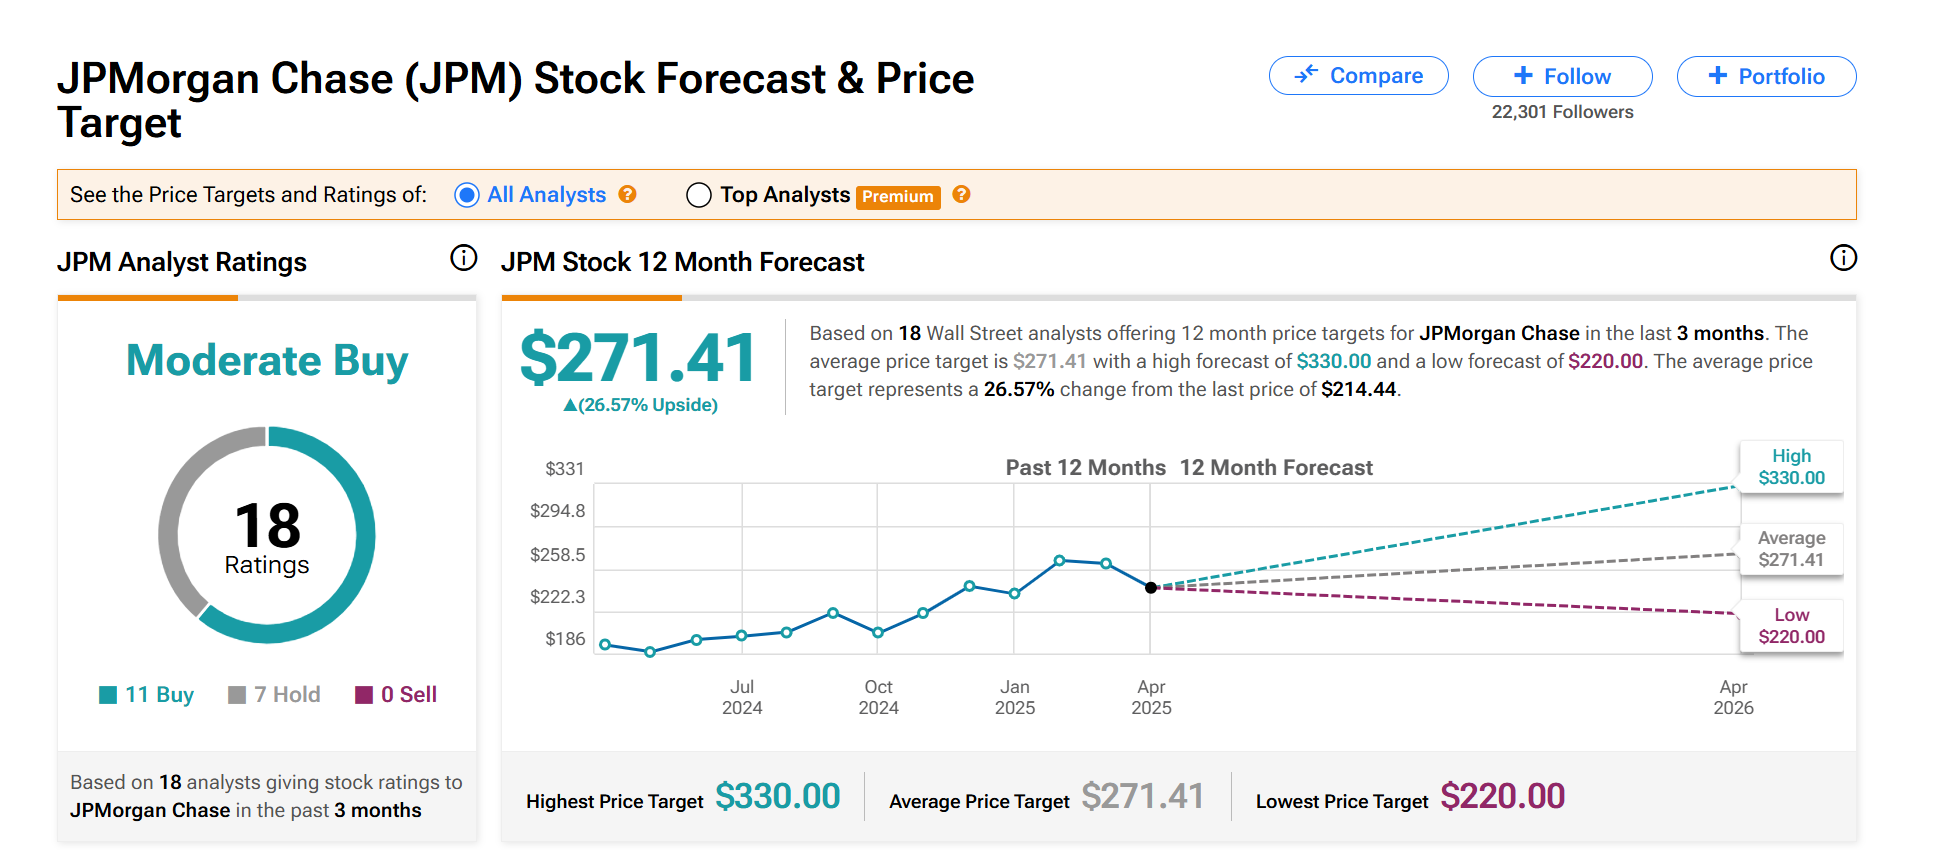 JPMorgan Chase (JPM) Stock Forecast & Price
Target
Compare
Follow
Portfolio
22,301 Followers
See the Price Targets and Ratings of:
All Analysts
Top Analysts Premium
JPM Analyst Ratings
Moderate Buy
18
Ratings
11 Buy
7 Hold
0 Sell
Based on 18 analysts giving stock ratings to
JPMorgan Chase in the past 3 months
JPM Stock 12 Month Forecast
$271.41
▲(26.57% Upside)
Based on 18 Wall Street analysts offering 12 month price targets for JPMorgan Chase in the last 3 months. The
average price target is $271.41 with a high forecast of $330.00 and a low forecast of $220.00. The average price
target represents a 26.57% change from the last price of $214.44.
Past 12 Months
12 Month Forecast
$331
$294.8
$258.5
$222.3
$186
Jul
2024
Oct
2024
Jan
2025
Apr
2025
Apr
2026
High
$330.00
Average
$271.41
Low
$220.00
Highest Price Target $330.00
Average Price Target $271.41
Lowest Price Target $220.00